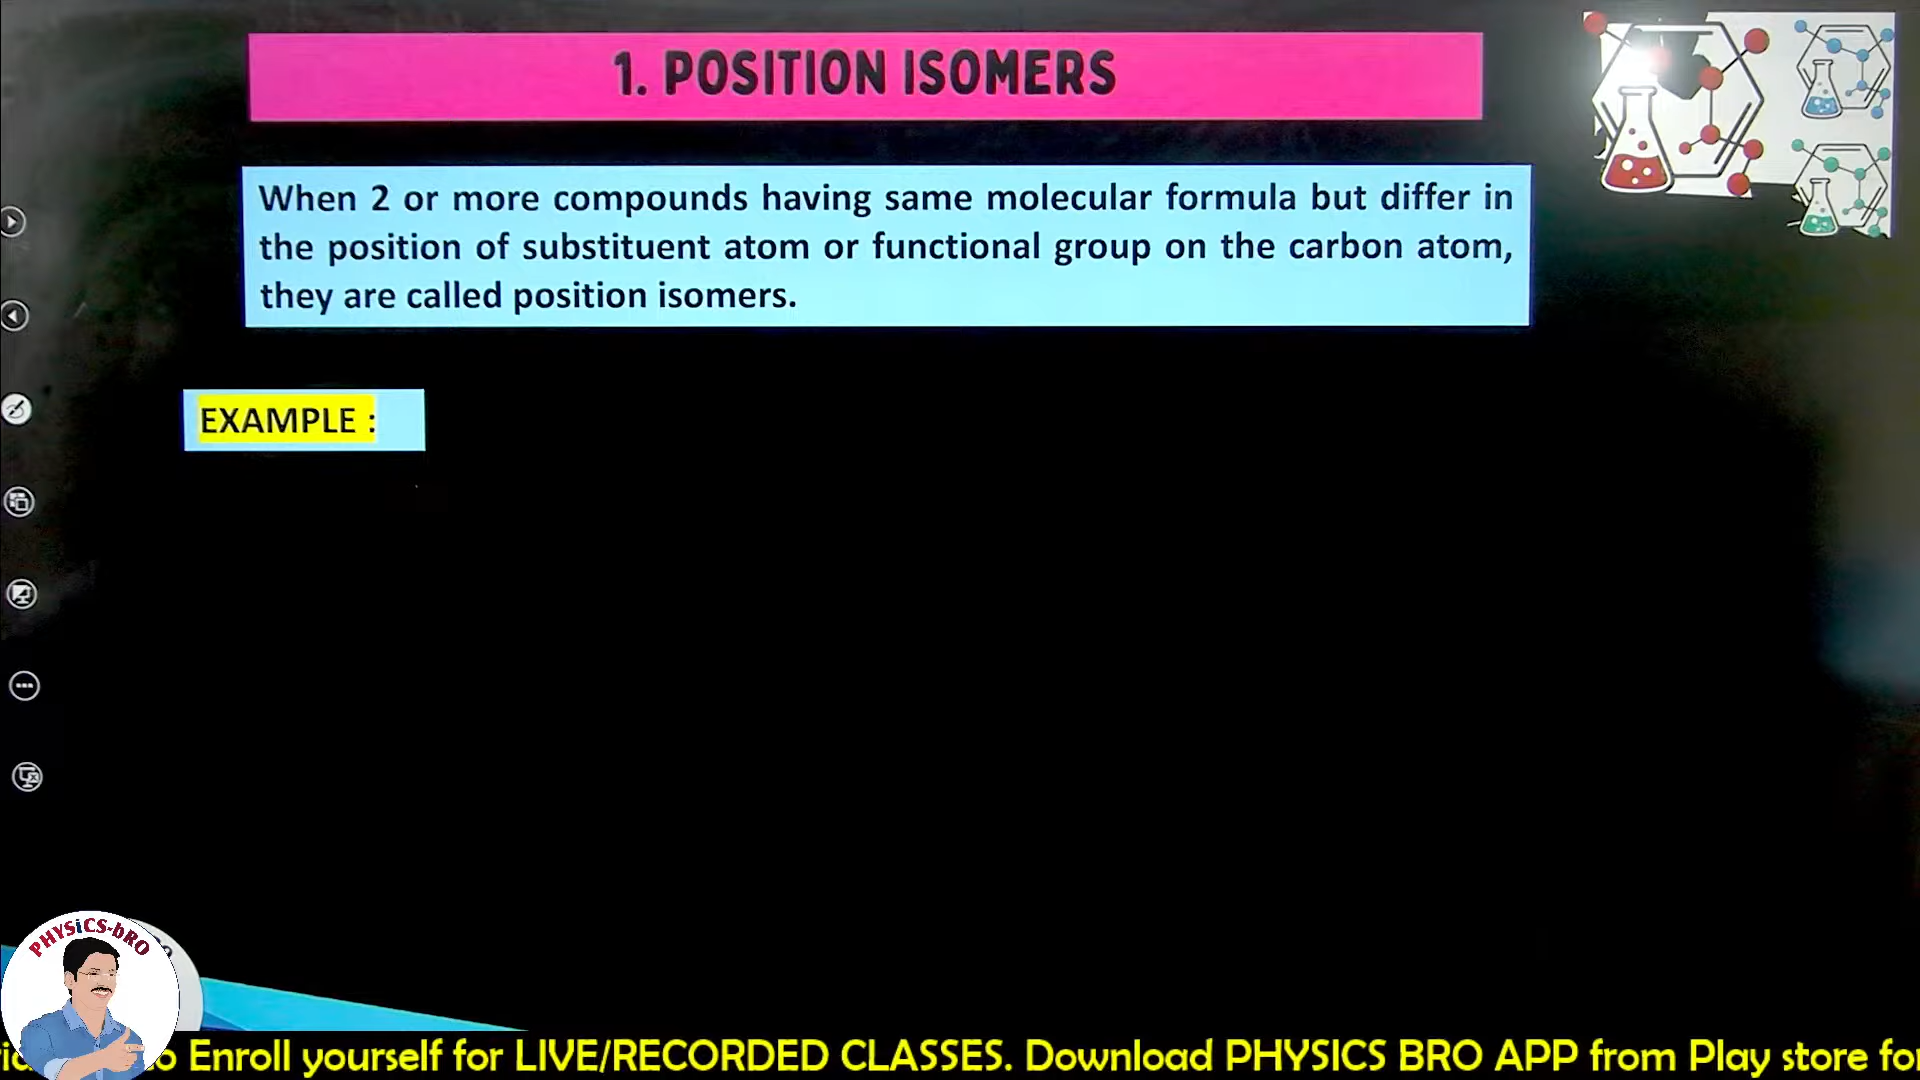 1. POSITION ISOMERS
When 2 or more compounds having same molecular formula but differ in
the position of substituent atom or functional group on the carbon atom,
they are called position isomers.
EXAMPLE :
PHYSiCS-bRO
o Enroll yourself for LIVE/RECORDED CLASSES. Download PHYSICS BRO APP from Play store for